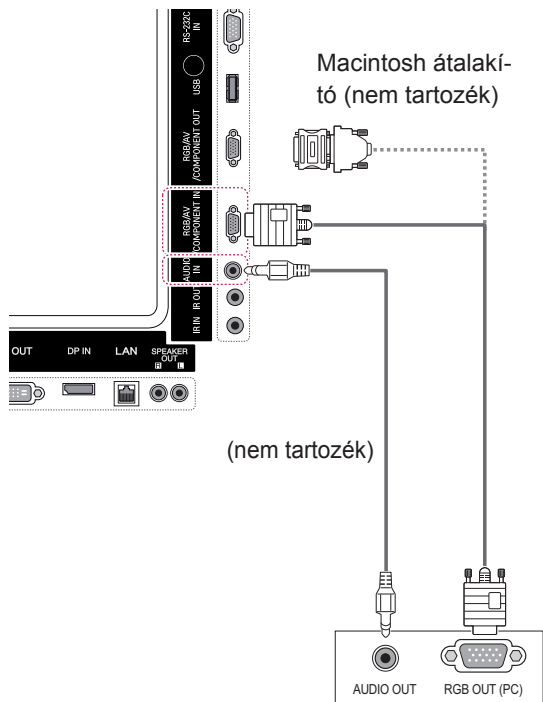 RS-232C
IN
USB
RGB/AV
/COMPONENT OUT
RGB/AV
/COMPONENT IN
AUDIO
IN
IR OUT
IR IN
Macintosh átalakí-
tó (nem tartozék)
OUT
DP IN
LAN
SPEAKER
OUT
R
L
(nem tartozék)
AUDIO OUT
RGB OUT (PC)